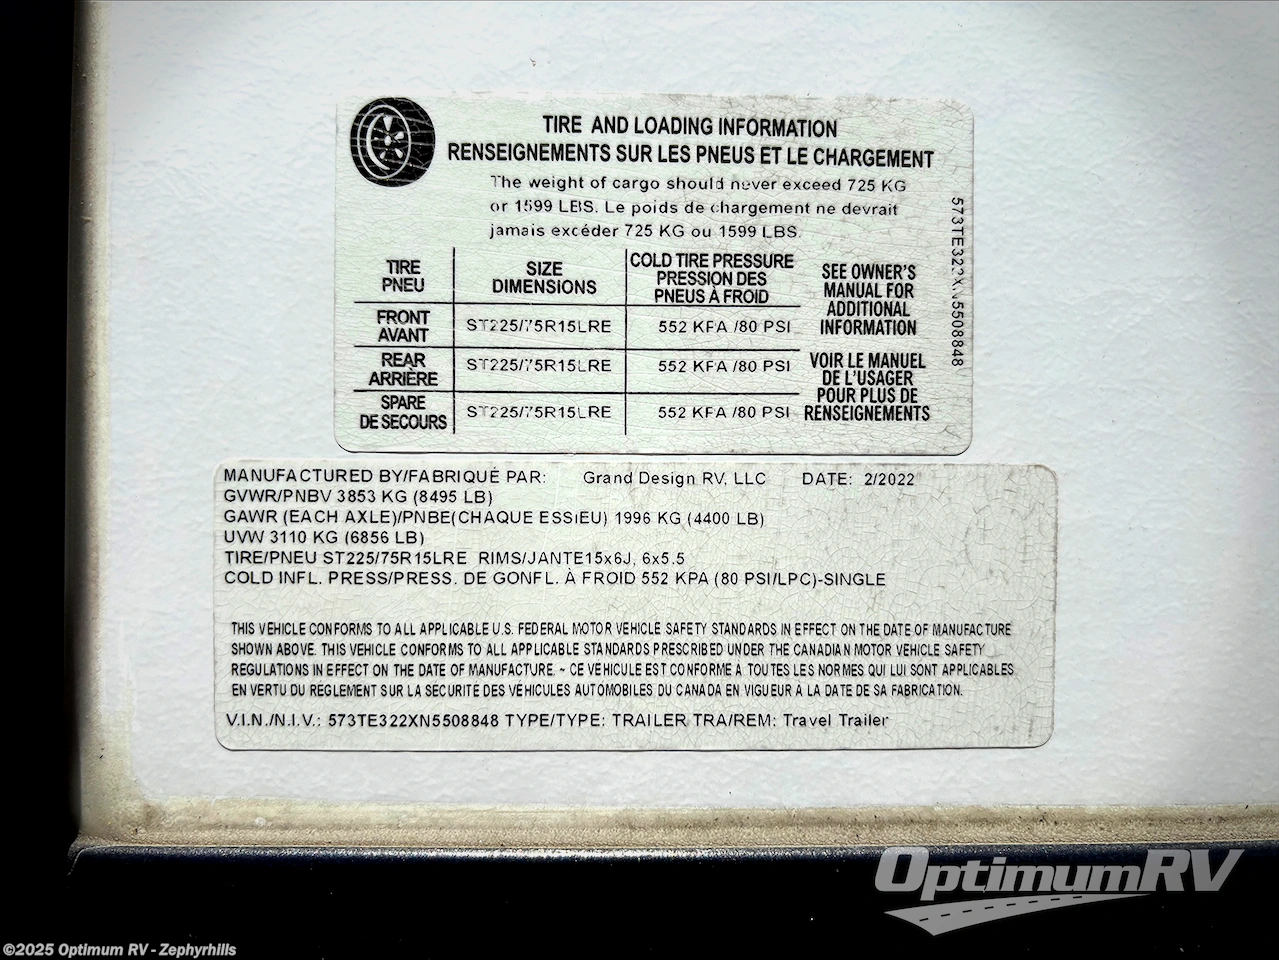 TIRE AND LOADING INFORMATION
RENSEIGNEMENTS SUR LES PNEUS ET LE CHARGEMENT
The weight of cargo should never exceed 725 KG
or 1599 LBS. Le poids de chargement ne devrait
jamais excéder 725 KG ou 1599 LBS.
TIRE
PNEU
SIZE
DIMENSIONS
COLD TIRE PRESSURE
PRESSION DES
PNEUS À FROID
SEE OWNER'S
MANUAL FOR
ADDITIONAL
INFORMATION
FRONT
AVANT
ST225/75R15LRE
552 KPA /80 PSI
REAR
ARRIÈRE
ST225/75R15LRE
552 KPA /80 PSI
VOIR LE MANUEL
DE L'USAGER
POUR PLUS DE
RENSEIGNEMENTS
SPARE
DE SECOURS
ST225/75R15LRE
552 KPA /80 PSI
573TE322XN5508848
MANUFACTURED BY/FABRIQUÉ PAR: Grand Design RV, LLC DATE: 2/2022
GVWR/PNBV 3853 KG (8495 LB)
GAWR (EACH AXLE)/PNBE(CHAQUE ESSIEU) 1996 KG (4400 LB)
UVW 3110 KG (6856 LB)
TIRE/PNEU ST225/75R15LRE RIMS/JANTE15x6J, 6x5.5
COLD INFL. PRESS/PRESS. DE GONFL. À FROID 552 KPA (80 PSI/LPC)-SINGLE
THIS VEHICLE CONFORMS TO ALL APPLICABLE U.S. FEDERAL MOTOR VEHICLE SAFETY STANDARDS IN EFFECT ON THE DATE OF MANUFACTURE
SHOWN ABOVE. THIS VEHICLE CONFORMS TO ALL APPLICABLE STANDARDS PRESCRIBED UNDER THE CANADIAN MOTOR VEHICLE SAFETY
REGULATIONS IN EFFECT ON THE DATE OF MANUFACTURE. ~ CE VÉHICULE EST CONFORME À TOUTES LES NORMES QUI LUI SONT APPLICABLES
EN VERTU DU RÈGLEMENT SUR LA SÉCURITÉ DES VÉHICULES AUTOMOBILES DU CANADA EN VIGUEUR À LA DATE DE SA FABRICATION.
V.I.N./N.I.V.: 573TE322XN5508848 TYPE/TYPE: TRAILER TRA/REM: Travel Trailer
OptimumRV
©2025 Optimum RV - Zephyrhills